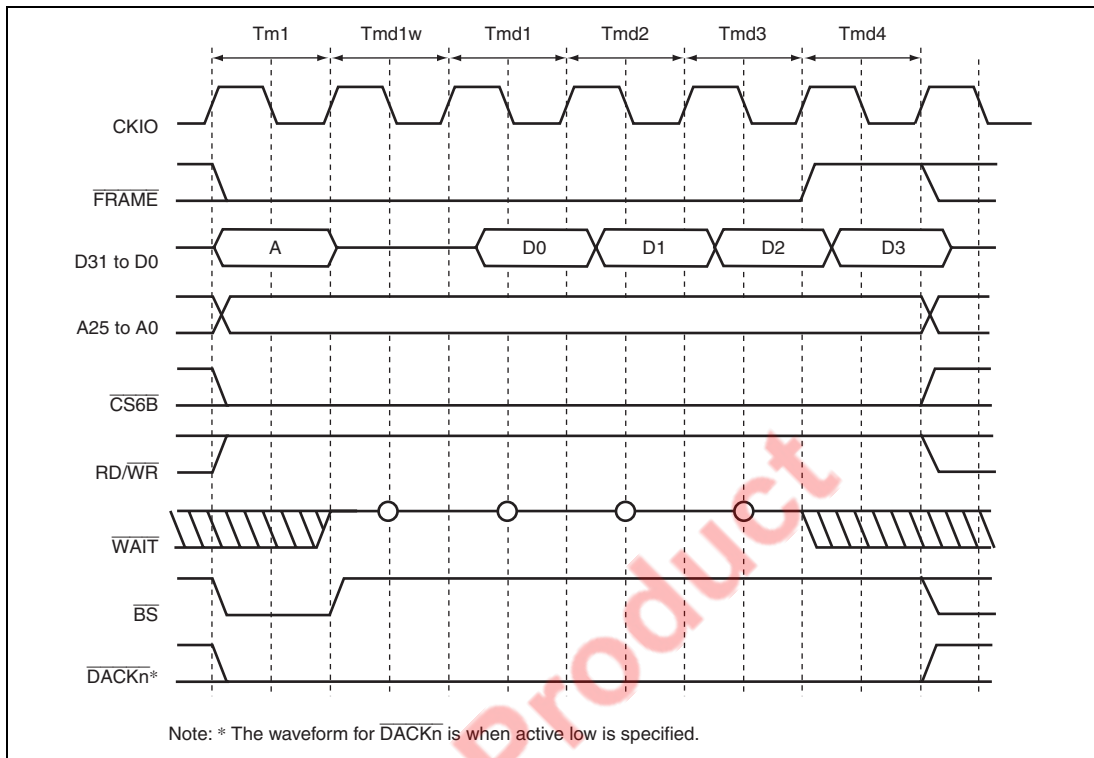 Tm1 Tmd1w Tmd1 Tmd2 Tmd3 Tmd4
CKIO
FRAME
D31 to D0 A D0 D1 D2 D3
A25 to A0
CS6B
RD/WR
WAIT
BS
DACKn*
Note: * The waveform for DACKn is when active low is specified.
Product